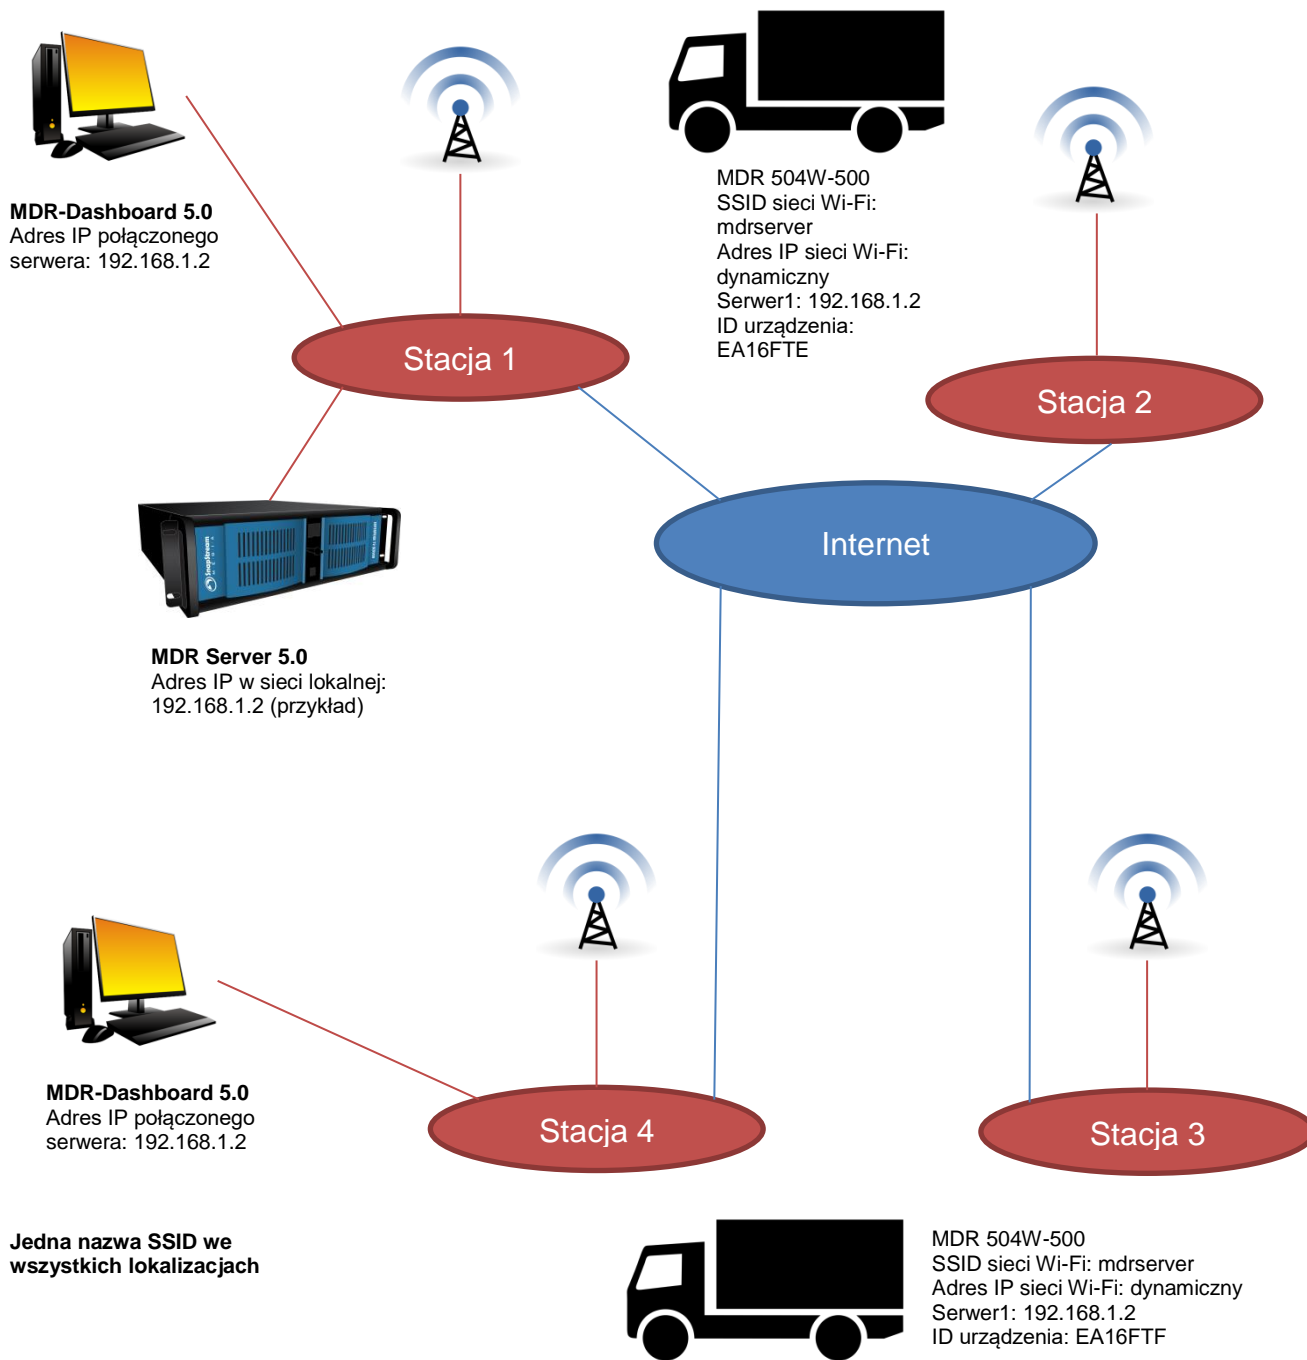 MDR-Dashboard 5.0
Adres IP połączonego
serwera: 192.168.1.2
MDR 504W-500
SSID sieci Wi-Fi:
mdrserver
Adres IP sieci Wi-Fi:
dynamiczny
Serwer1: 192.168.1.2
ID urządzenia:
EA16FTE
Stacja 1
Stacja 2
Internet
SnapStream
MDR Server 5.0
Adres IP w sieci lokalnej:
192.168.1.2 (przykład)
MDR-Dashboard 5.0
Adres IP połączonego
serwera: 192.168.1.2
Stacja 4
Stacja 3
Jedna nazwa SSID we
wszystkich lokalizacjach
MDR 504W-500
SSID sieci Wi-Fi: mdrserver
Adres IP sieci Wi-Fi: dynamiczny
Serwer1: 192.168.1.2
ID urządzenia: EA16FTF